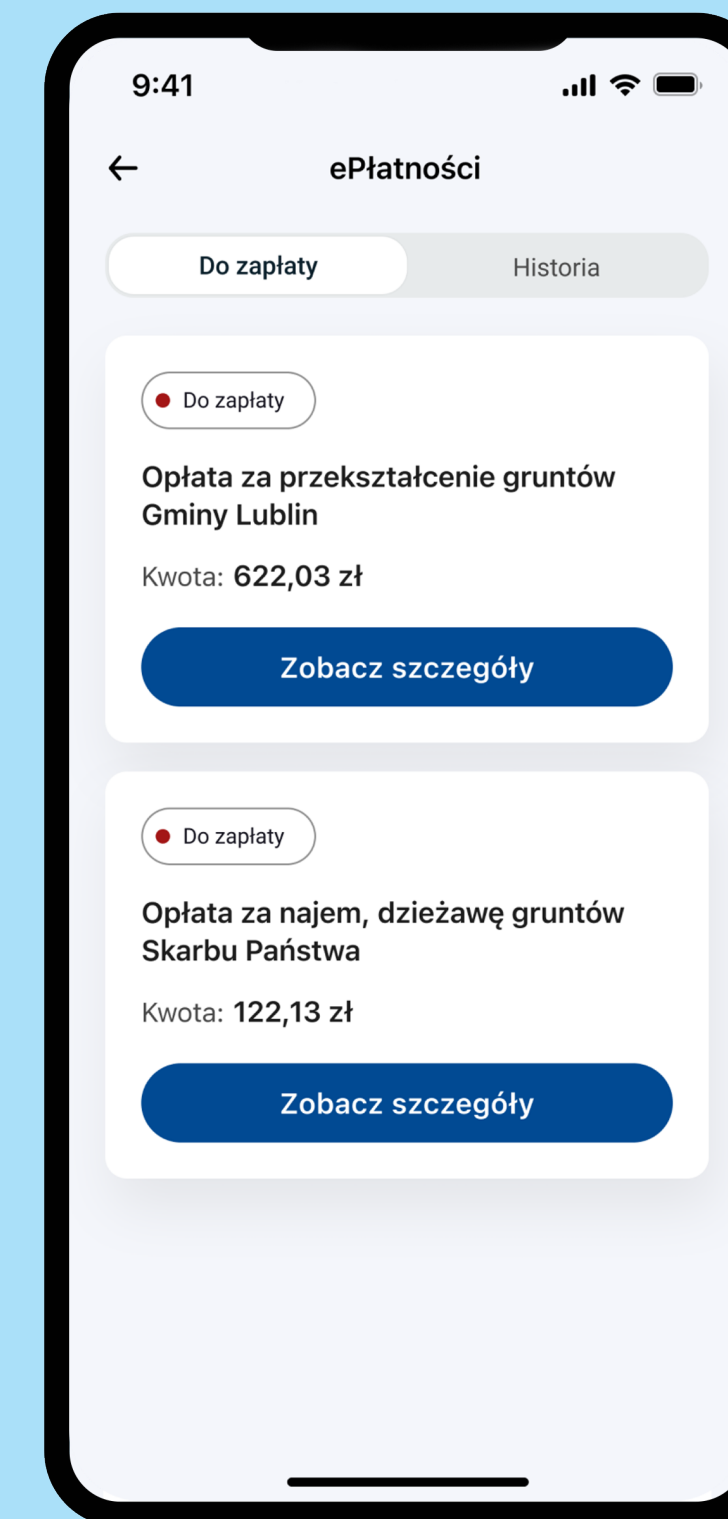 9:41
ePłatności
Do zapłaty
Historia
Do zapłaty
Opłata za przekształcenie gruntów
Gminy Lublin
Kwota: 622,03 zł
Zobacz szczegóły
Do zapłaty
Opłata za najem, dzieżawę gruntów
Skarbu Państwa
Kwota: 122,13 zł
Zobacz szczegóły